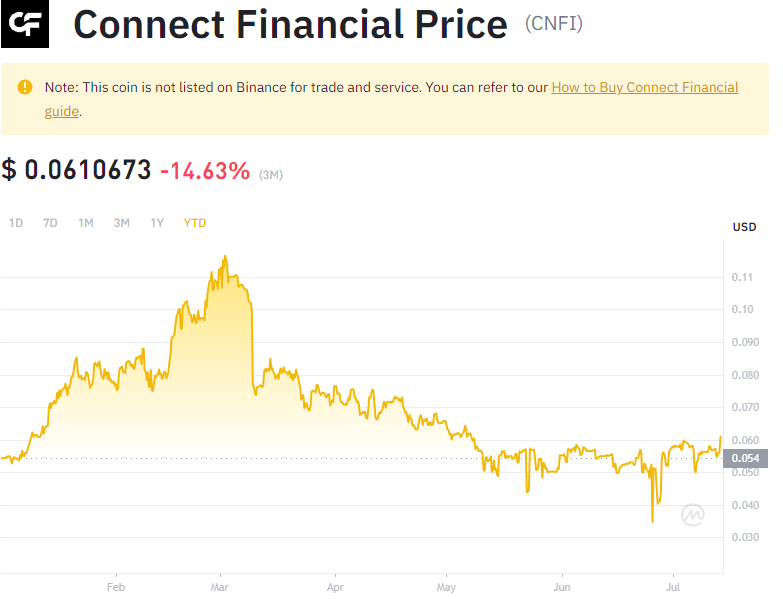 CF
Connect Financial Price (CNFI)
Note: This coin is not listed on Binance for trade and service. You can refer to our How to Buy Connect Financial
guide.
$ 0.0610673 -14.63% (3M)
1D 7D 1M 3M 1Y YTD
USD
0.11
0.10
0.090
0.080
0.070
0.060
0.054
0.050
0.040
0.030
Feb Mar Apr May Jun Jul